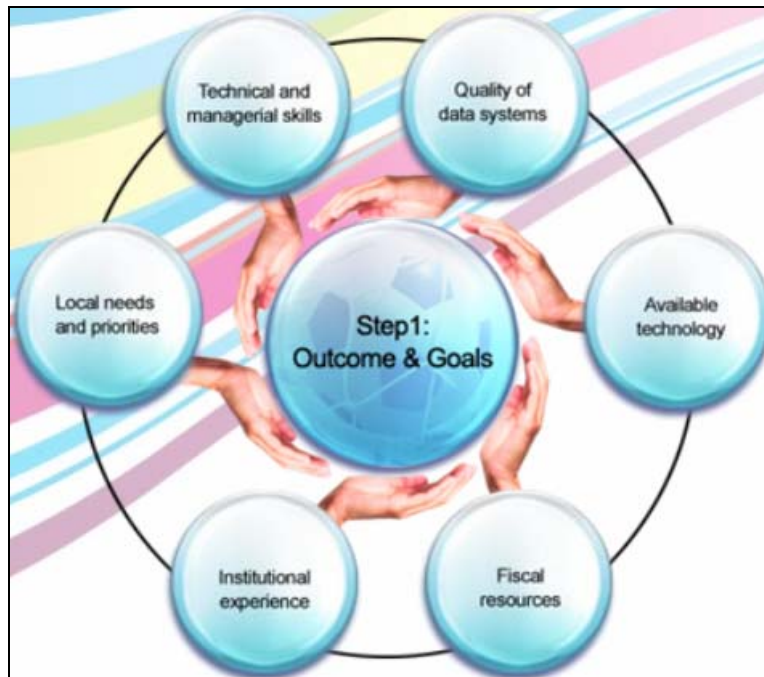 Technical and
managerial skills
Quality of
data systems
Local needs
and priorities
Step1:
Outcome & Goals
Available
technology
Institutional
experience
Fiscal
resources